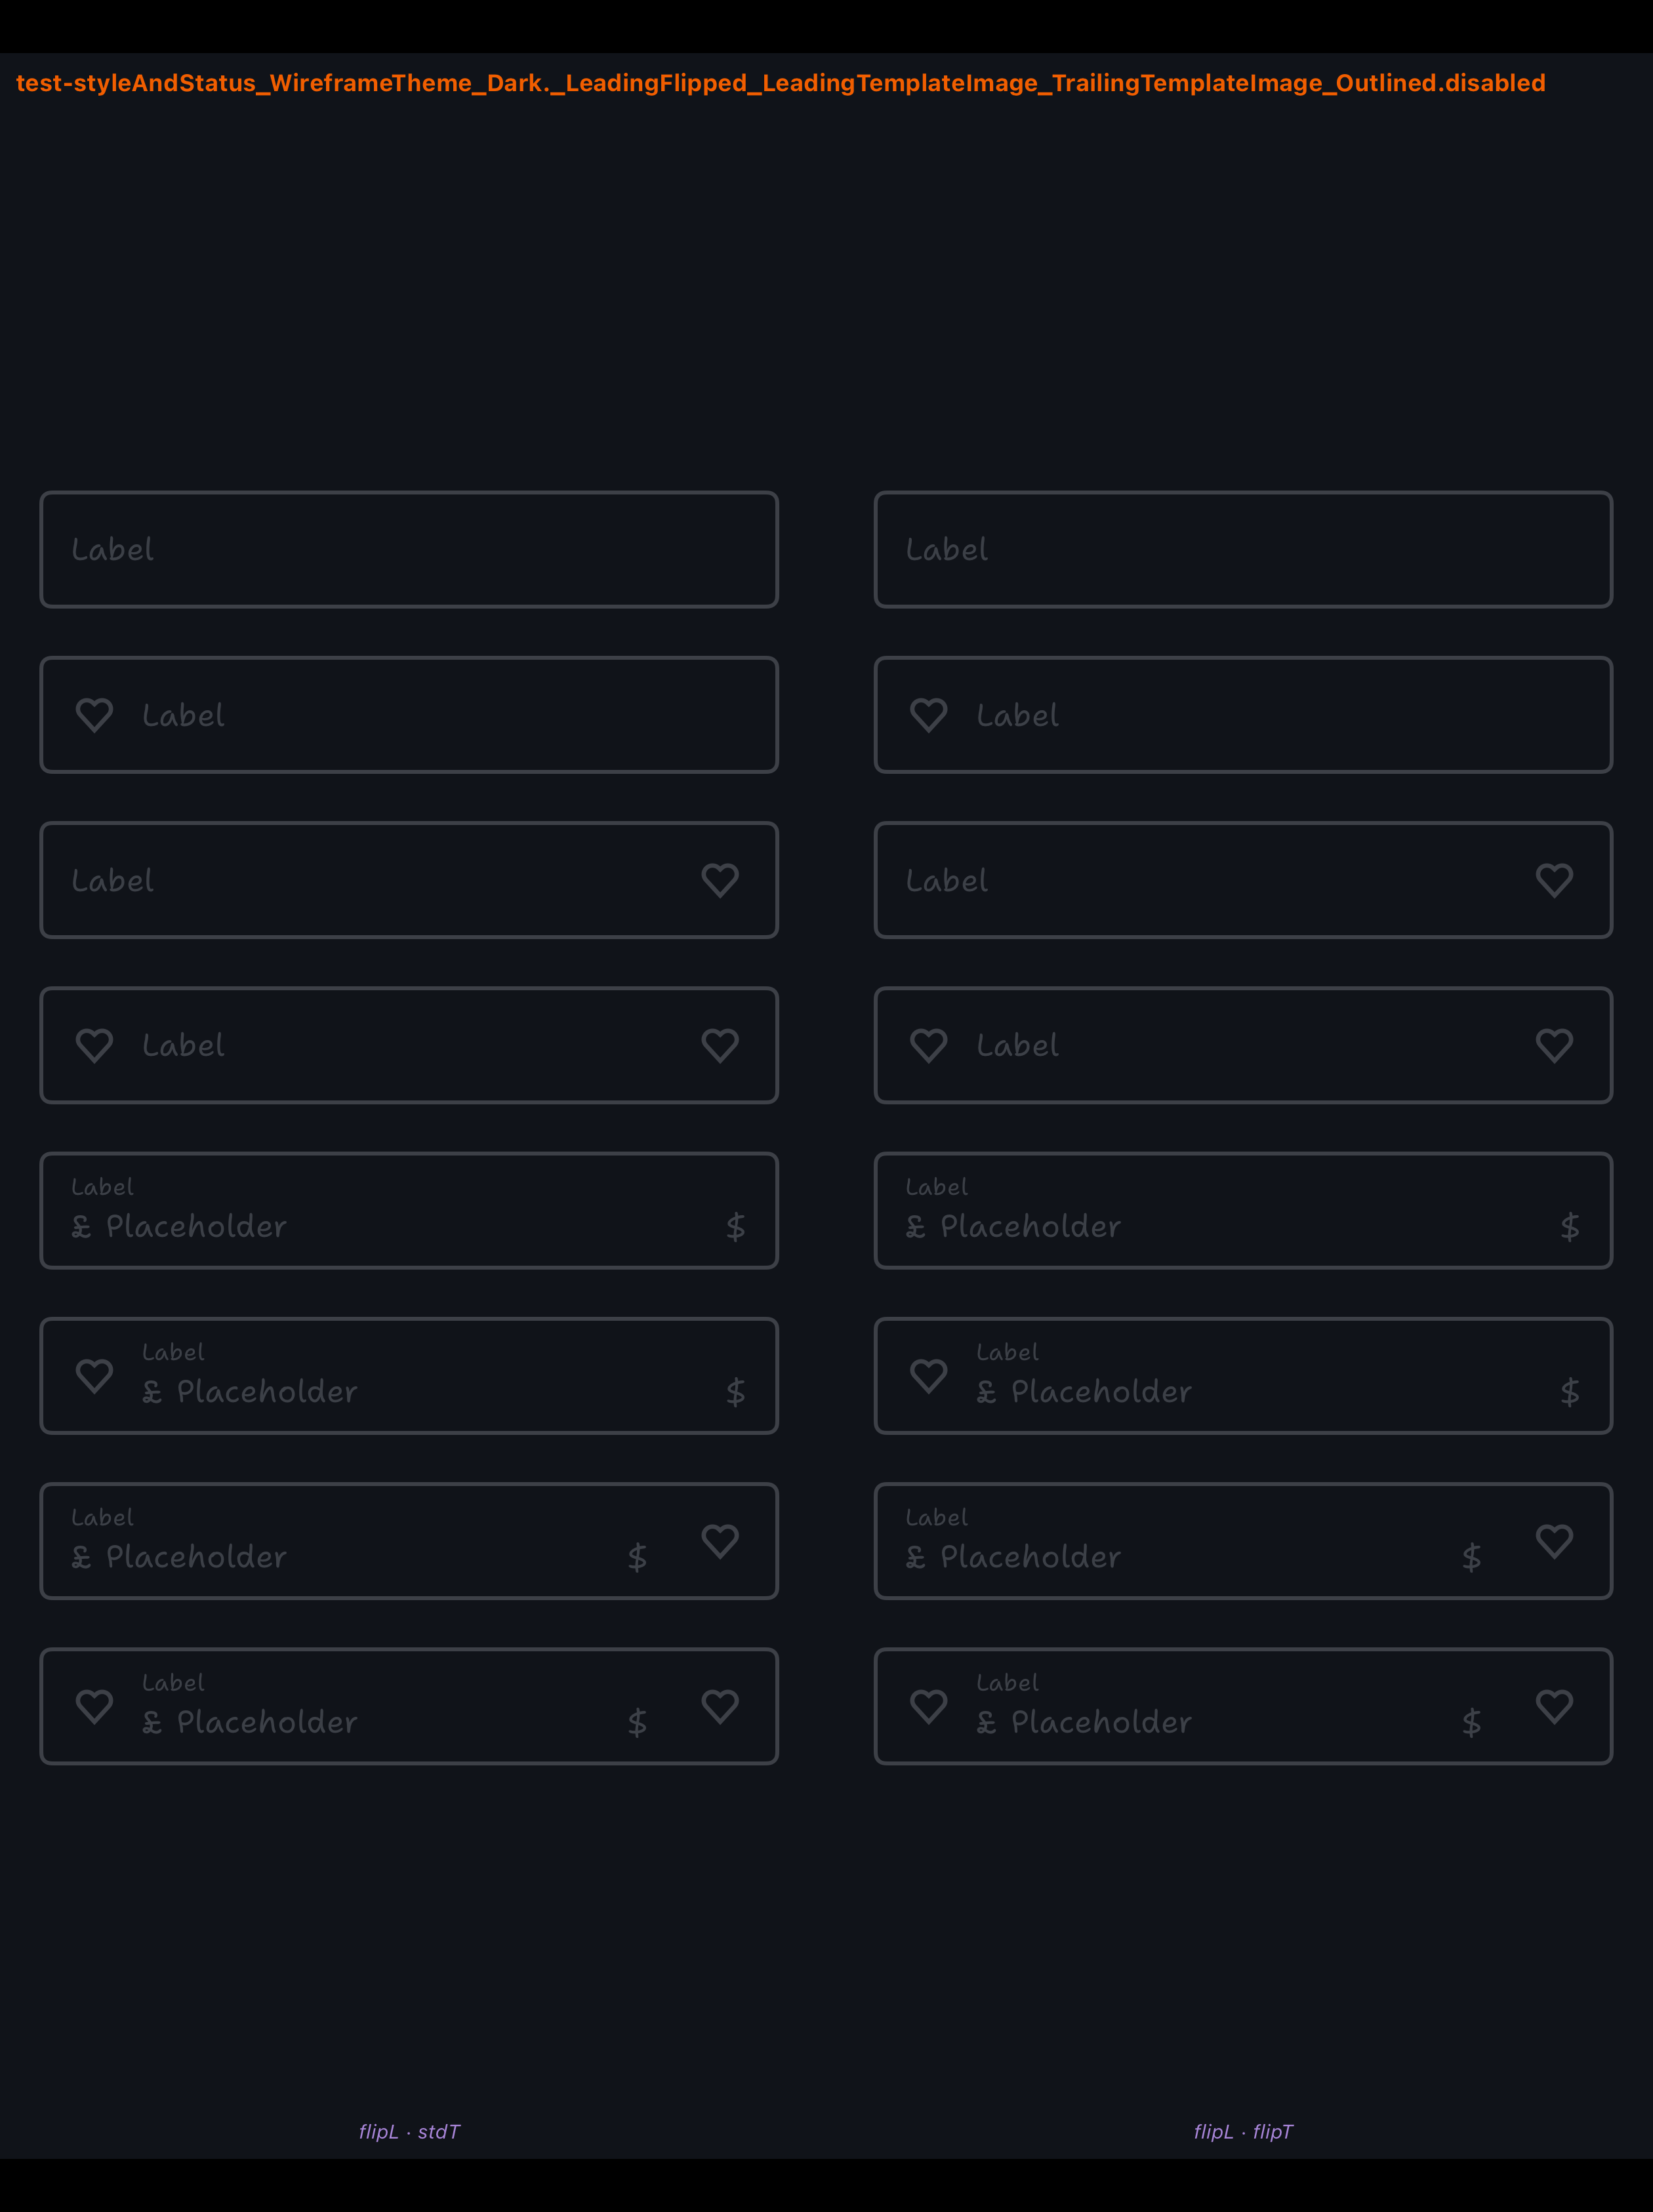 test-styleAndStatus_WireframeTheme_Dark._LeadingFlipped_LeadingTemplateImage_TrailingTemplateImage_Outlined.disabled
Label
Label
Label
Label
Label
£ Placeholder $
Label
£ Placeholder $
Label
£ Placeholder $
Label
£ Placeholder $
flipL · stdT
Label
Label
Label
Label
Label
£ Placeholder $
Label
£ Placeholder $
Label
£ Placeholder $
Label
£ Placeholder $
flipL · flipT